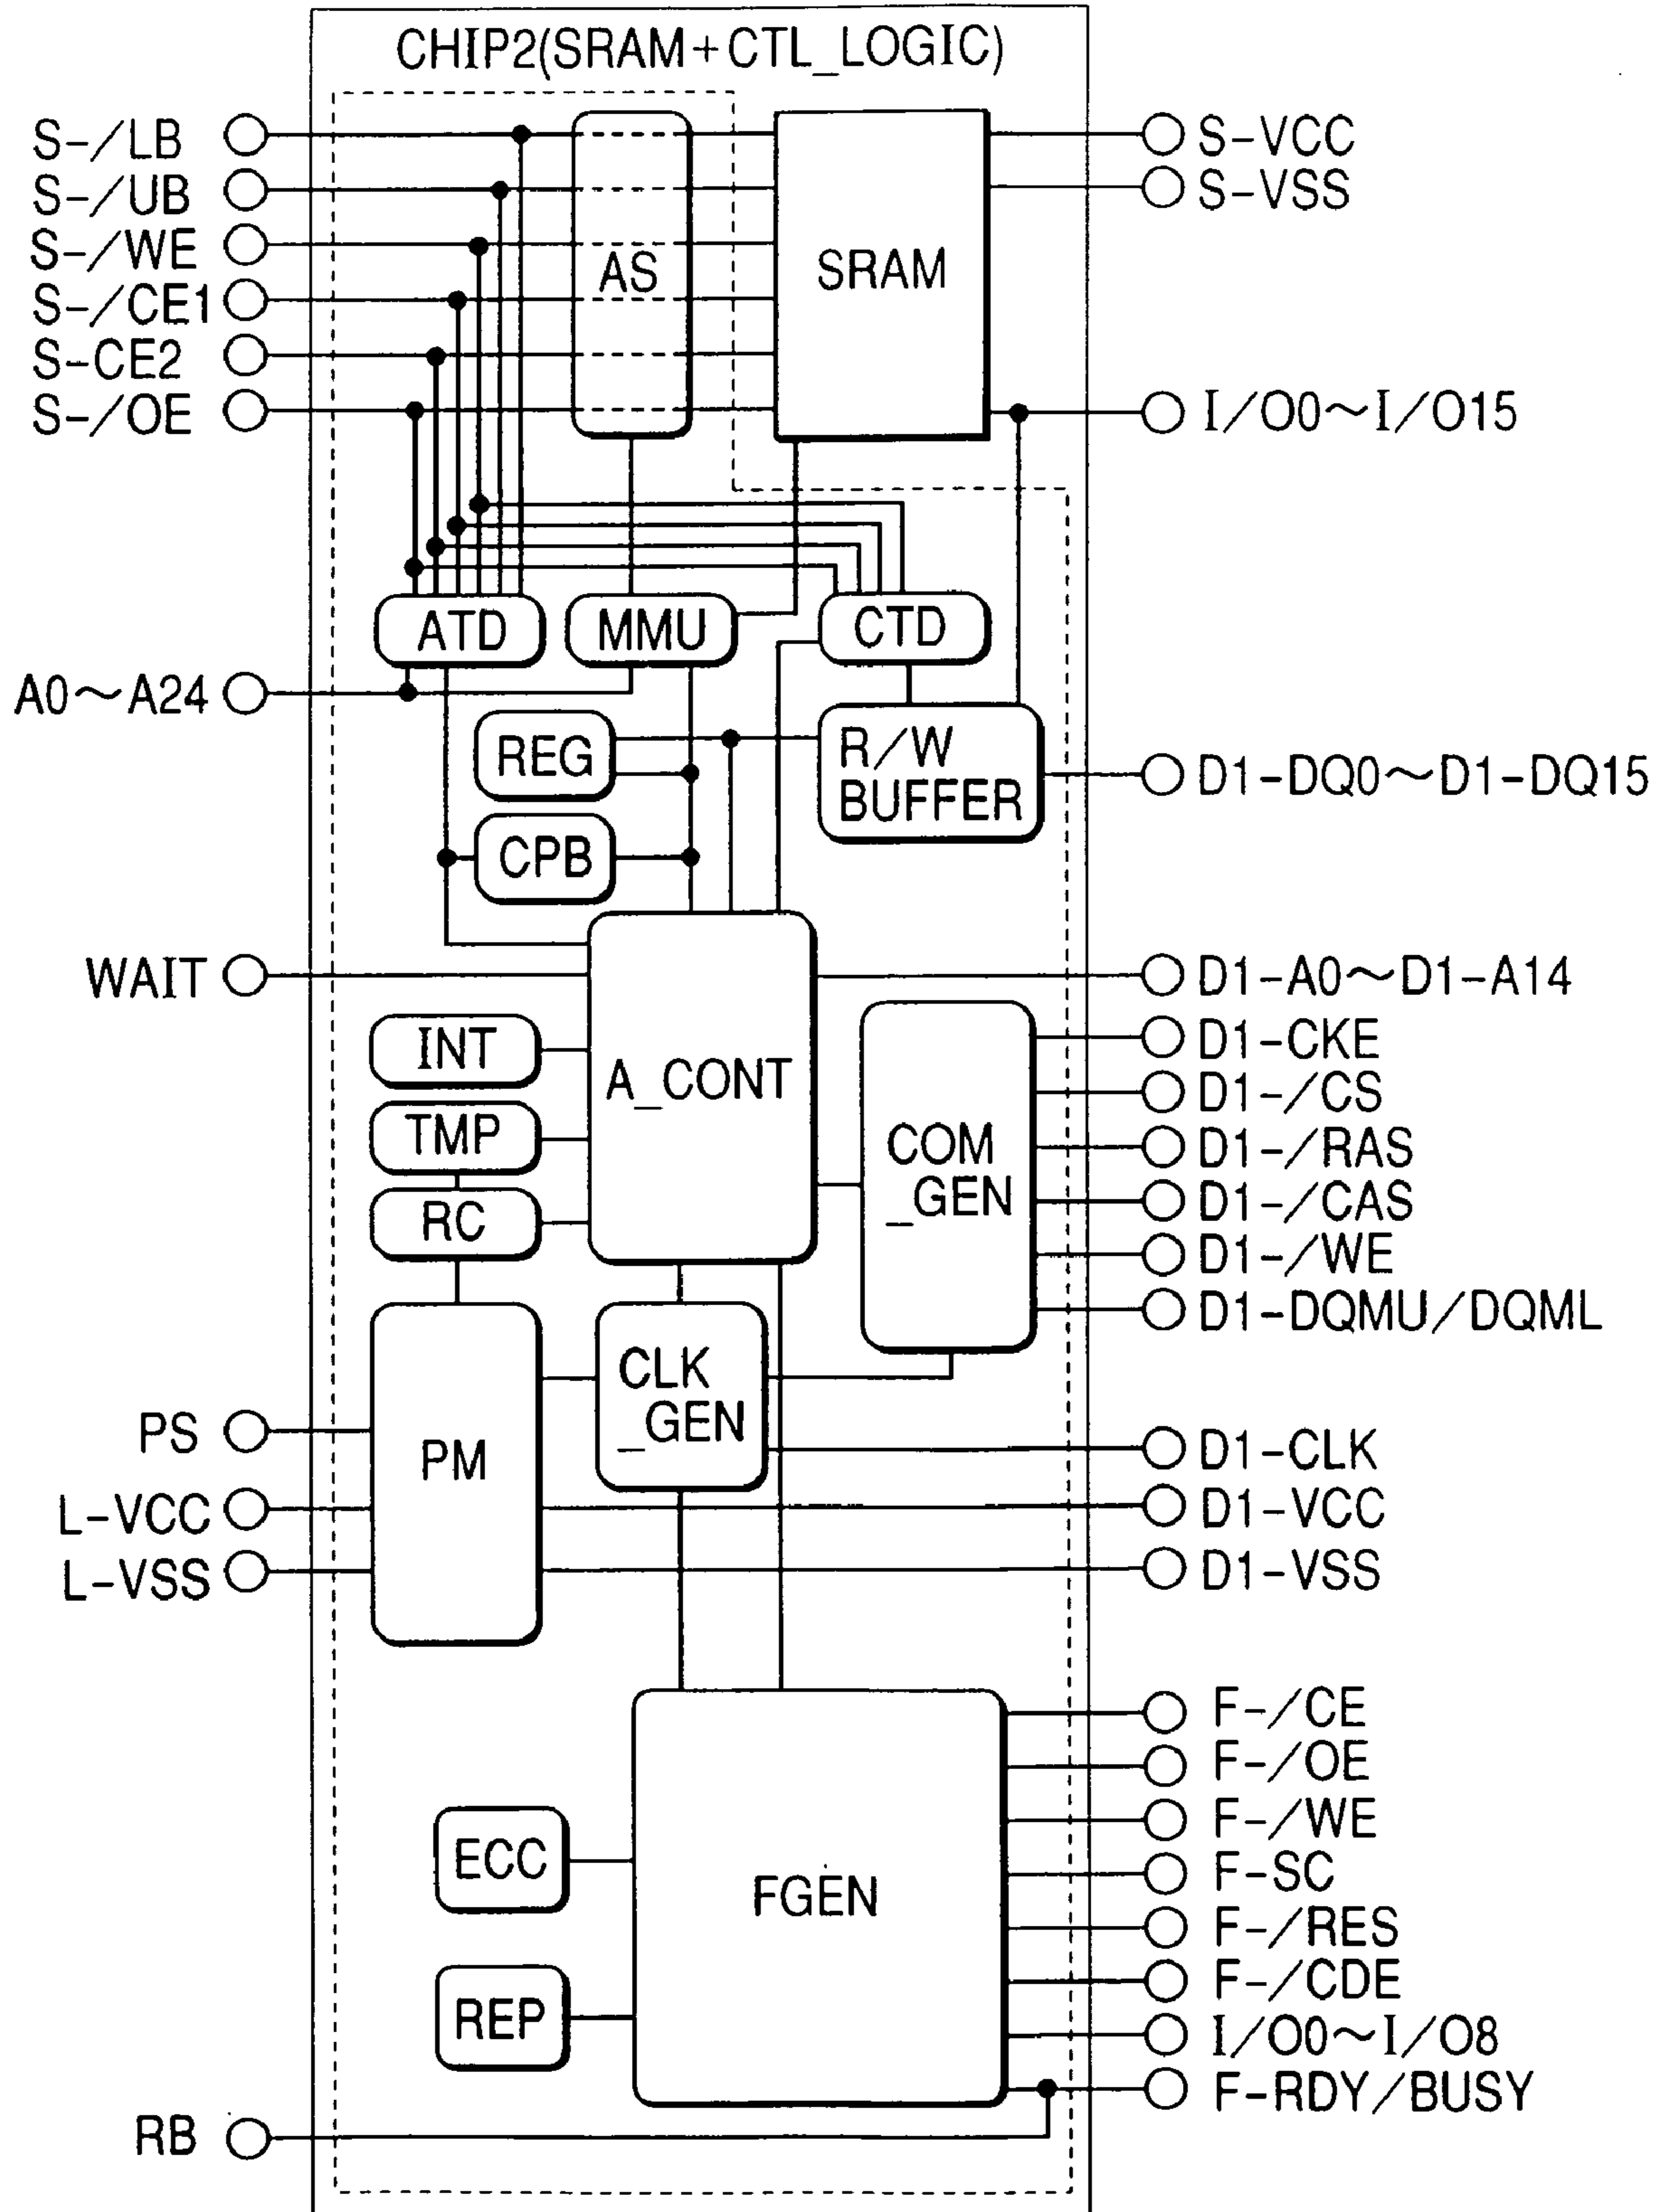 CHIP2(SRAM+CTL_LOGIC)
S-/LB
S-/UB
S-/WE
S-/CE1
S-CE2
S-/OE
AS
SRAM
S-VCC
S-VSS
I/O0～I/O15
ATD
MMU
CTD
A0～A24
REG
R/W
BUFFER
D1-DQ0～D1-DQ15
CPB
WAIT
A_CONT
D1-A0～D1-A14
INT
TMP
RC
COM
_GEN
D1-CKE
D1-/CS
D1-/RAS
D1-/CAS
D1-/WE
D1-DQMU/DQML
PS
L-VCC
L-VSS
PM
CLK
_GEN
D1-CLK
D1-VCC
D1-VSS
ECC
REP
FGEN
F-/CE
F-/OE
F-/WE
F-SC
F-/RES
F-/CDE
I/O0～I/O8
F-RDY/BUSY
RB